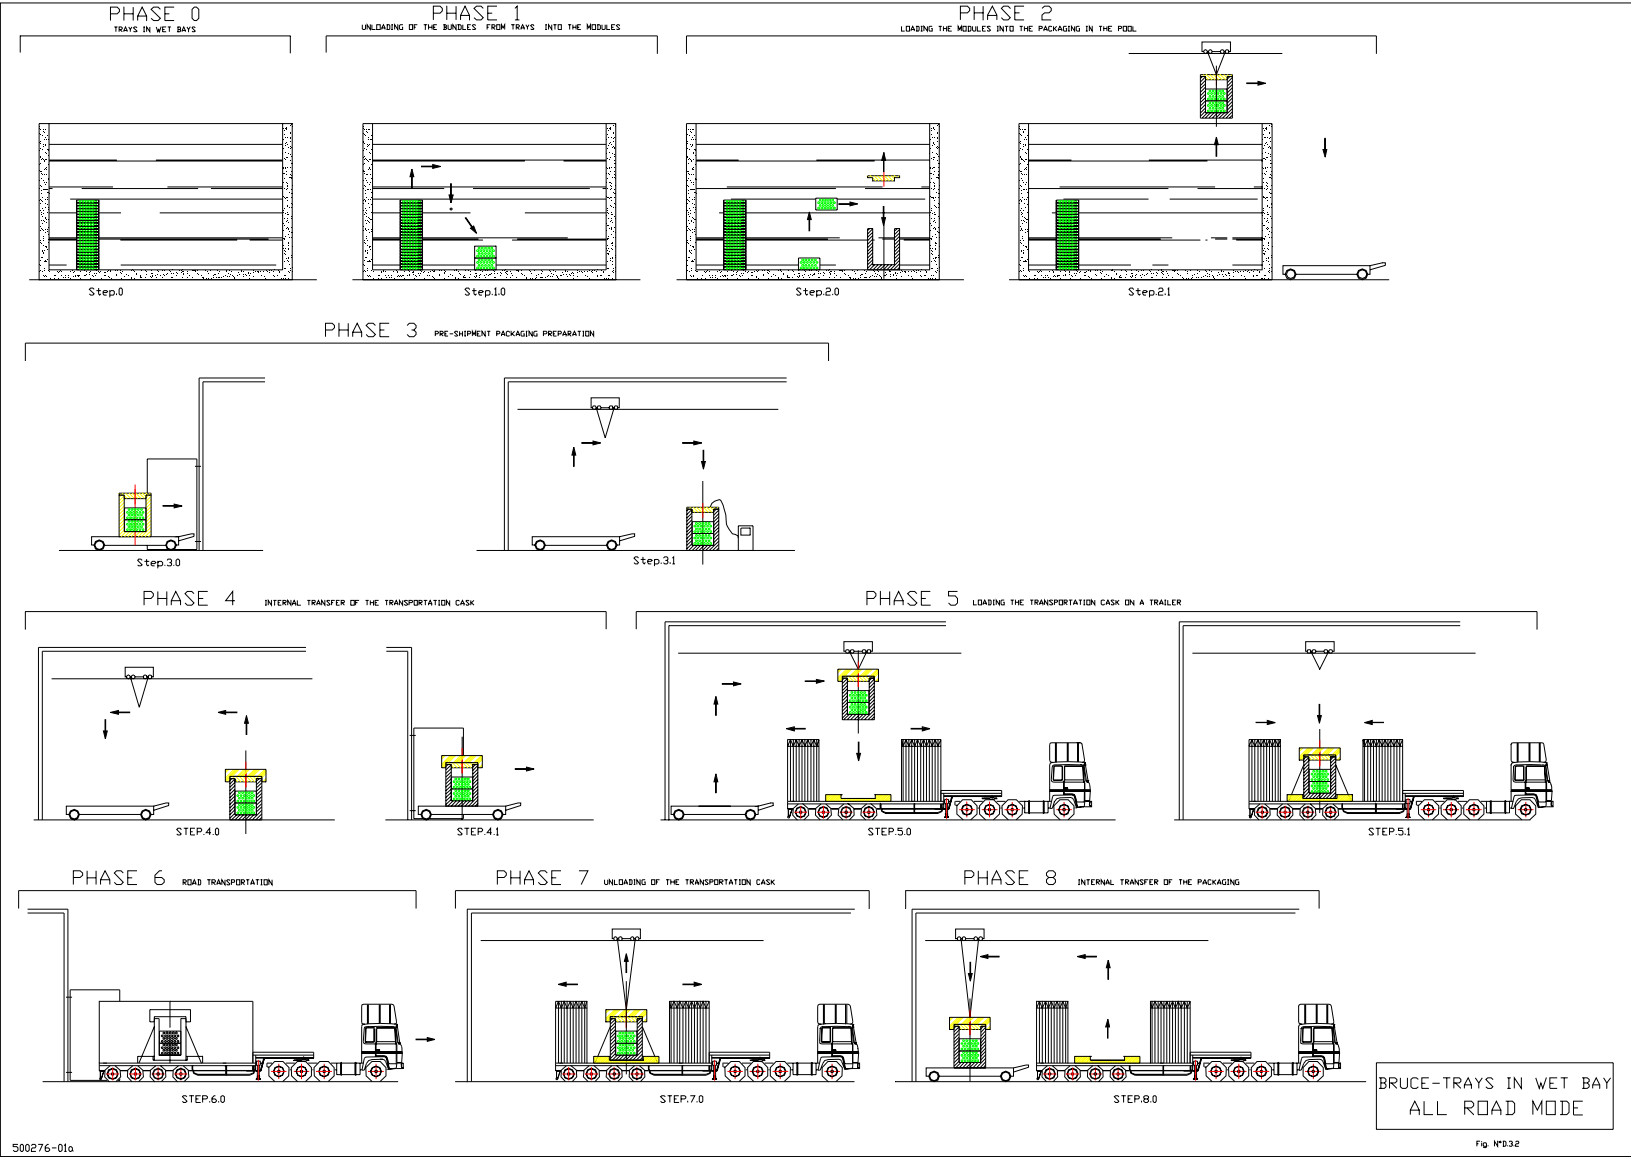 PHASE 0
TRAYS IN WET BAYS
PHASE 1
UNLOADING OF THE BUNDLES FROM TRAYS INTO THE MODULES
PHASE 2
LOADING THE MODULES INTO THE PACKAGING IN THE POOL
Step.0
Step.1.0
Step.2.0
Step.2.1
PHASE 3 PRE-SHIPMENT PACKAGING PREPARATION
Step.3.0
Step.3.1
PHASE 4 INTERNAL TRANSFER OF THE TRANSPORTATION CASK
PHASE 5 LOADING THE TRANSPORTATION CASK ON A TRAILER
STEP.4.0
STEP.4.1
STEP.5.0
STEP.5.1
PHASE 6 ROAD TRANSPORTATION
PHASE 7 UNLOADING OF THE TRANSPORTATION CASK
PHASE 8 INTERNAL TRANSFER OF THE PACKAGING
STEP.6.0
STEP.7.0
STEP.8.0
BRUCE-TRAYS IN WET BAY
ALL ROAD MODE
Fig. N°D.3.2
500276-01a